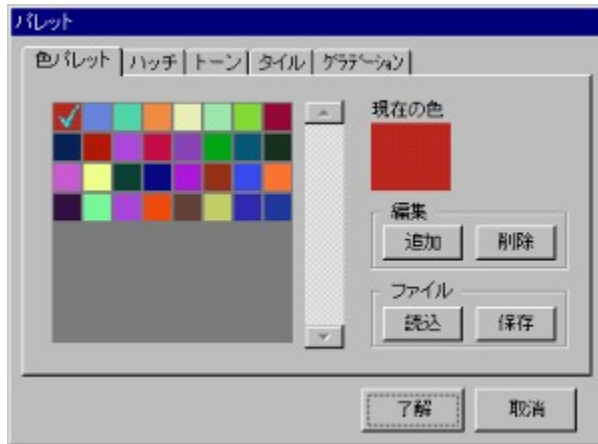 パレット
色パレット ハッチ トーン タイル グラデーション
現在の色
編集
追加 削除
ファイル
読込 保存
了解 取消